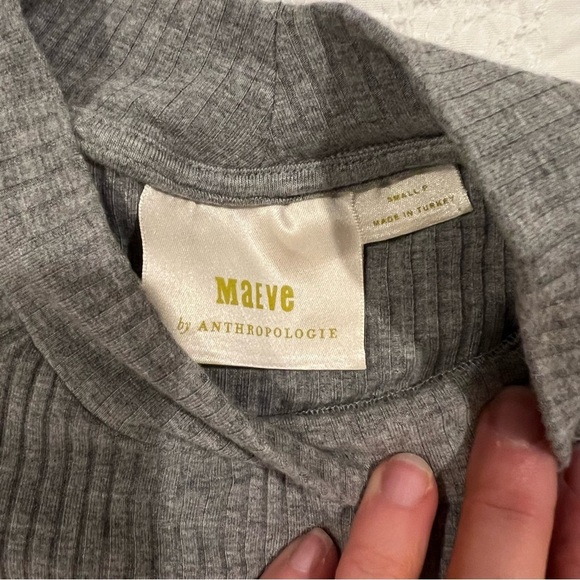 MAEVE
by ANTHROPOLOGIE
SMALL P
MADE IN TURKEY